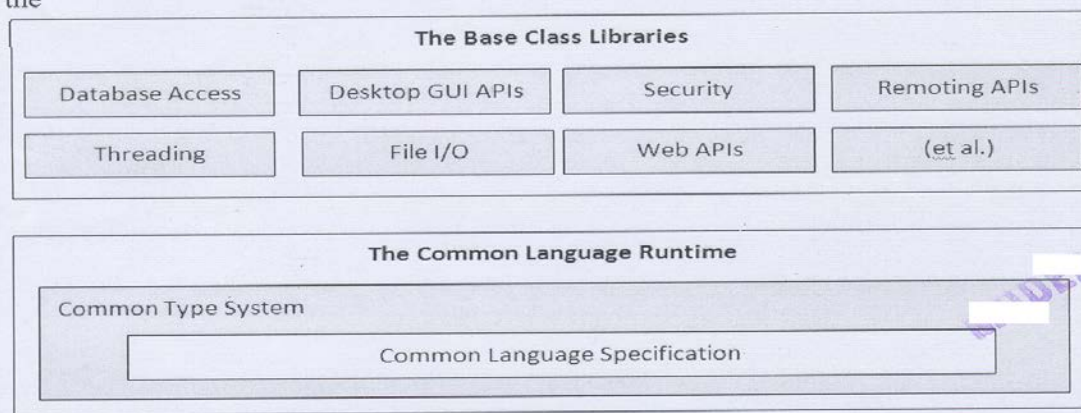 the
The Base Class Libraries
Database Access Desktop GUI APIs Security Remoting APIs
Threading File I/O Web APIs (et al.)
The Common Language Runtime
Common Type System
Common Language Specification